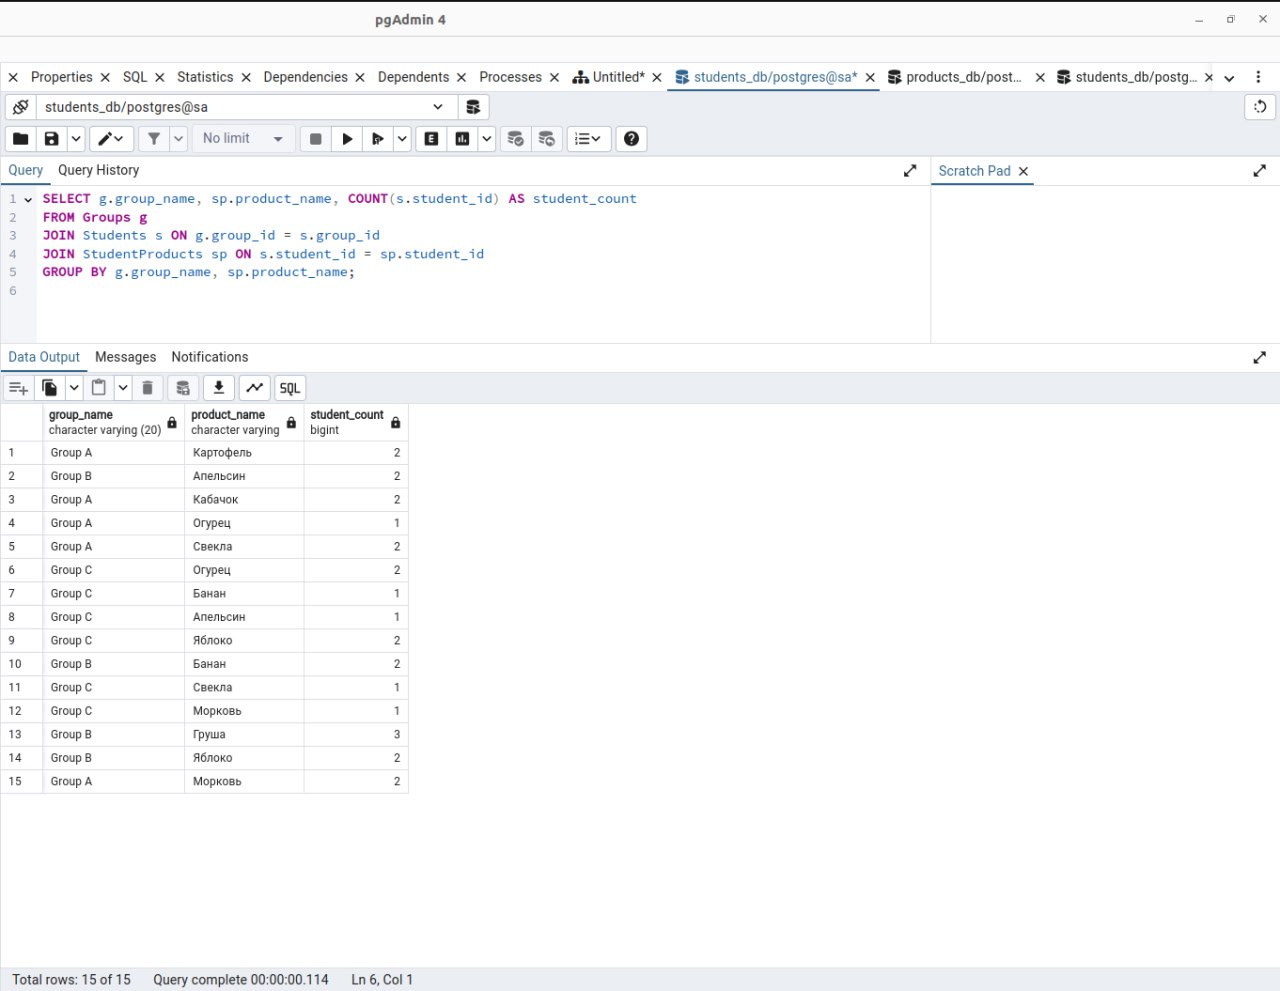 pgAdmin 4
Properties SQL Statistics Dependencies Dependents Processes Untitled* students_db/postgres@sa* products_db/post... students_db/postg...
students_db/postgres@sa
No limit E SQL
Query Query History Scratch Pad
1 SELECT g.group_name, sp.product_name, COUNT(s.student_id) AS student_count
2 FROM Groups g
3 JOIN Students s ON g.group_id = s.group_id
4 JOIN StudentProducts sp ON s.student_id = sp.student_id
5 GROUP BY g.group_name, sp.product_name;
6
Data Output Messages Notifications
SQL
group_name product_name student_count
character varying (20) character varying bigint
1 Group A Картофель 2
2 Group B Апельсин 2
3 Group A Кабачок 2
4 Group A Огурец 1
5 Group A Свекла 2
6 Group C Огурец 2
7 Group C Банан 1
8 Group C Апельсин 1
9 Group C Яблоко 2
10 Group B Банан 2
11 Group C Свекла 1
12 Group C Морковь 1
13 Group B Груша 3
14 Group B Яблоко 2
15 Group A Морковь 2
Total rows: 15 of 15 Query complete 00:00:00.114 Ln 6, Col 1